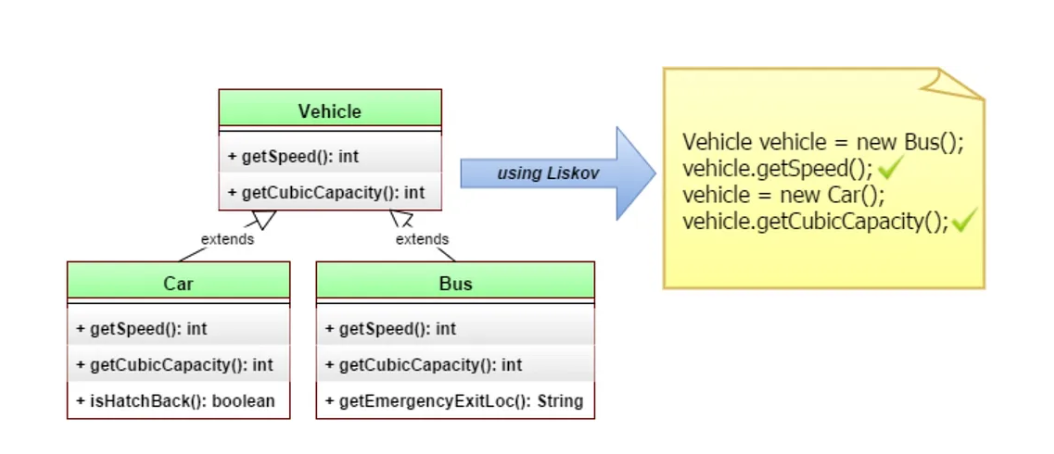 Vehicle
+ getSpeed(): int
+ getCubicCapacity(): int
extends
extends
Car
+ getSpeed(): int
+ getCubicCapacity(): int
+ isHatchBack(): boolean
Bus
+ getSpeed(): int
+ getCubicCapacity(): int
+ getEmergencyExitLoc(): String
using Liskov
Vehicle vehicle = new Bus();
vehicle.getSpeed();
vehicle = new Car();
vehicle.getCubicCapacity();